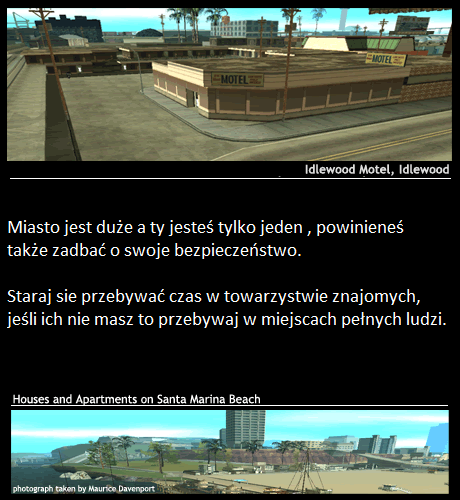 MOTEL
MOTEL
Idlewood Motel, Idlewood
Miasto jest duże a ty jesteś tylko jeden , powinieneś
także zadbać o swoje bezpieczeństwo.
Staraj sie przebywać czas w towarzystwie znajomych,
jeśli ich nie masz to przebywaj w miejscach pełnych ludzi.
Houses and Apartments on Santa Marina Beach
photograph taken by Maurice Davenport